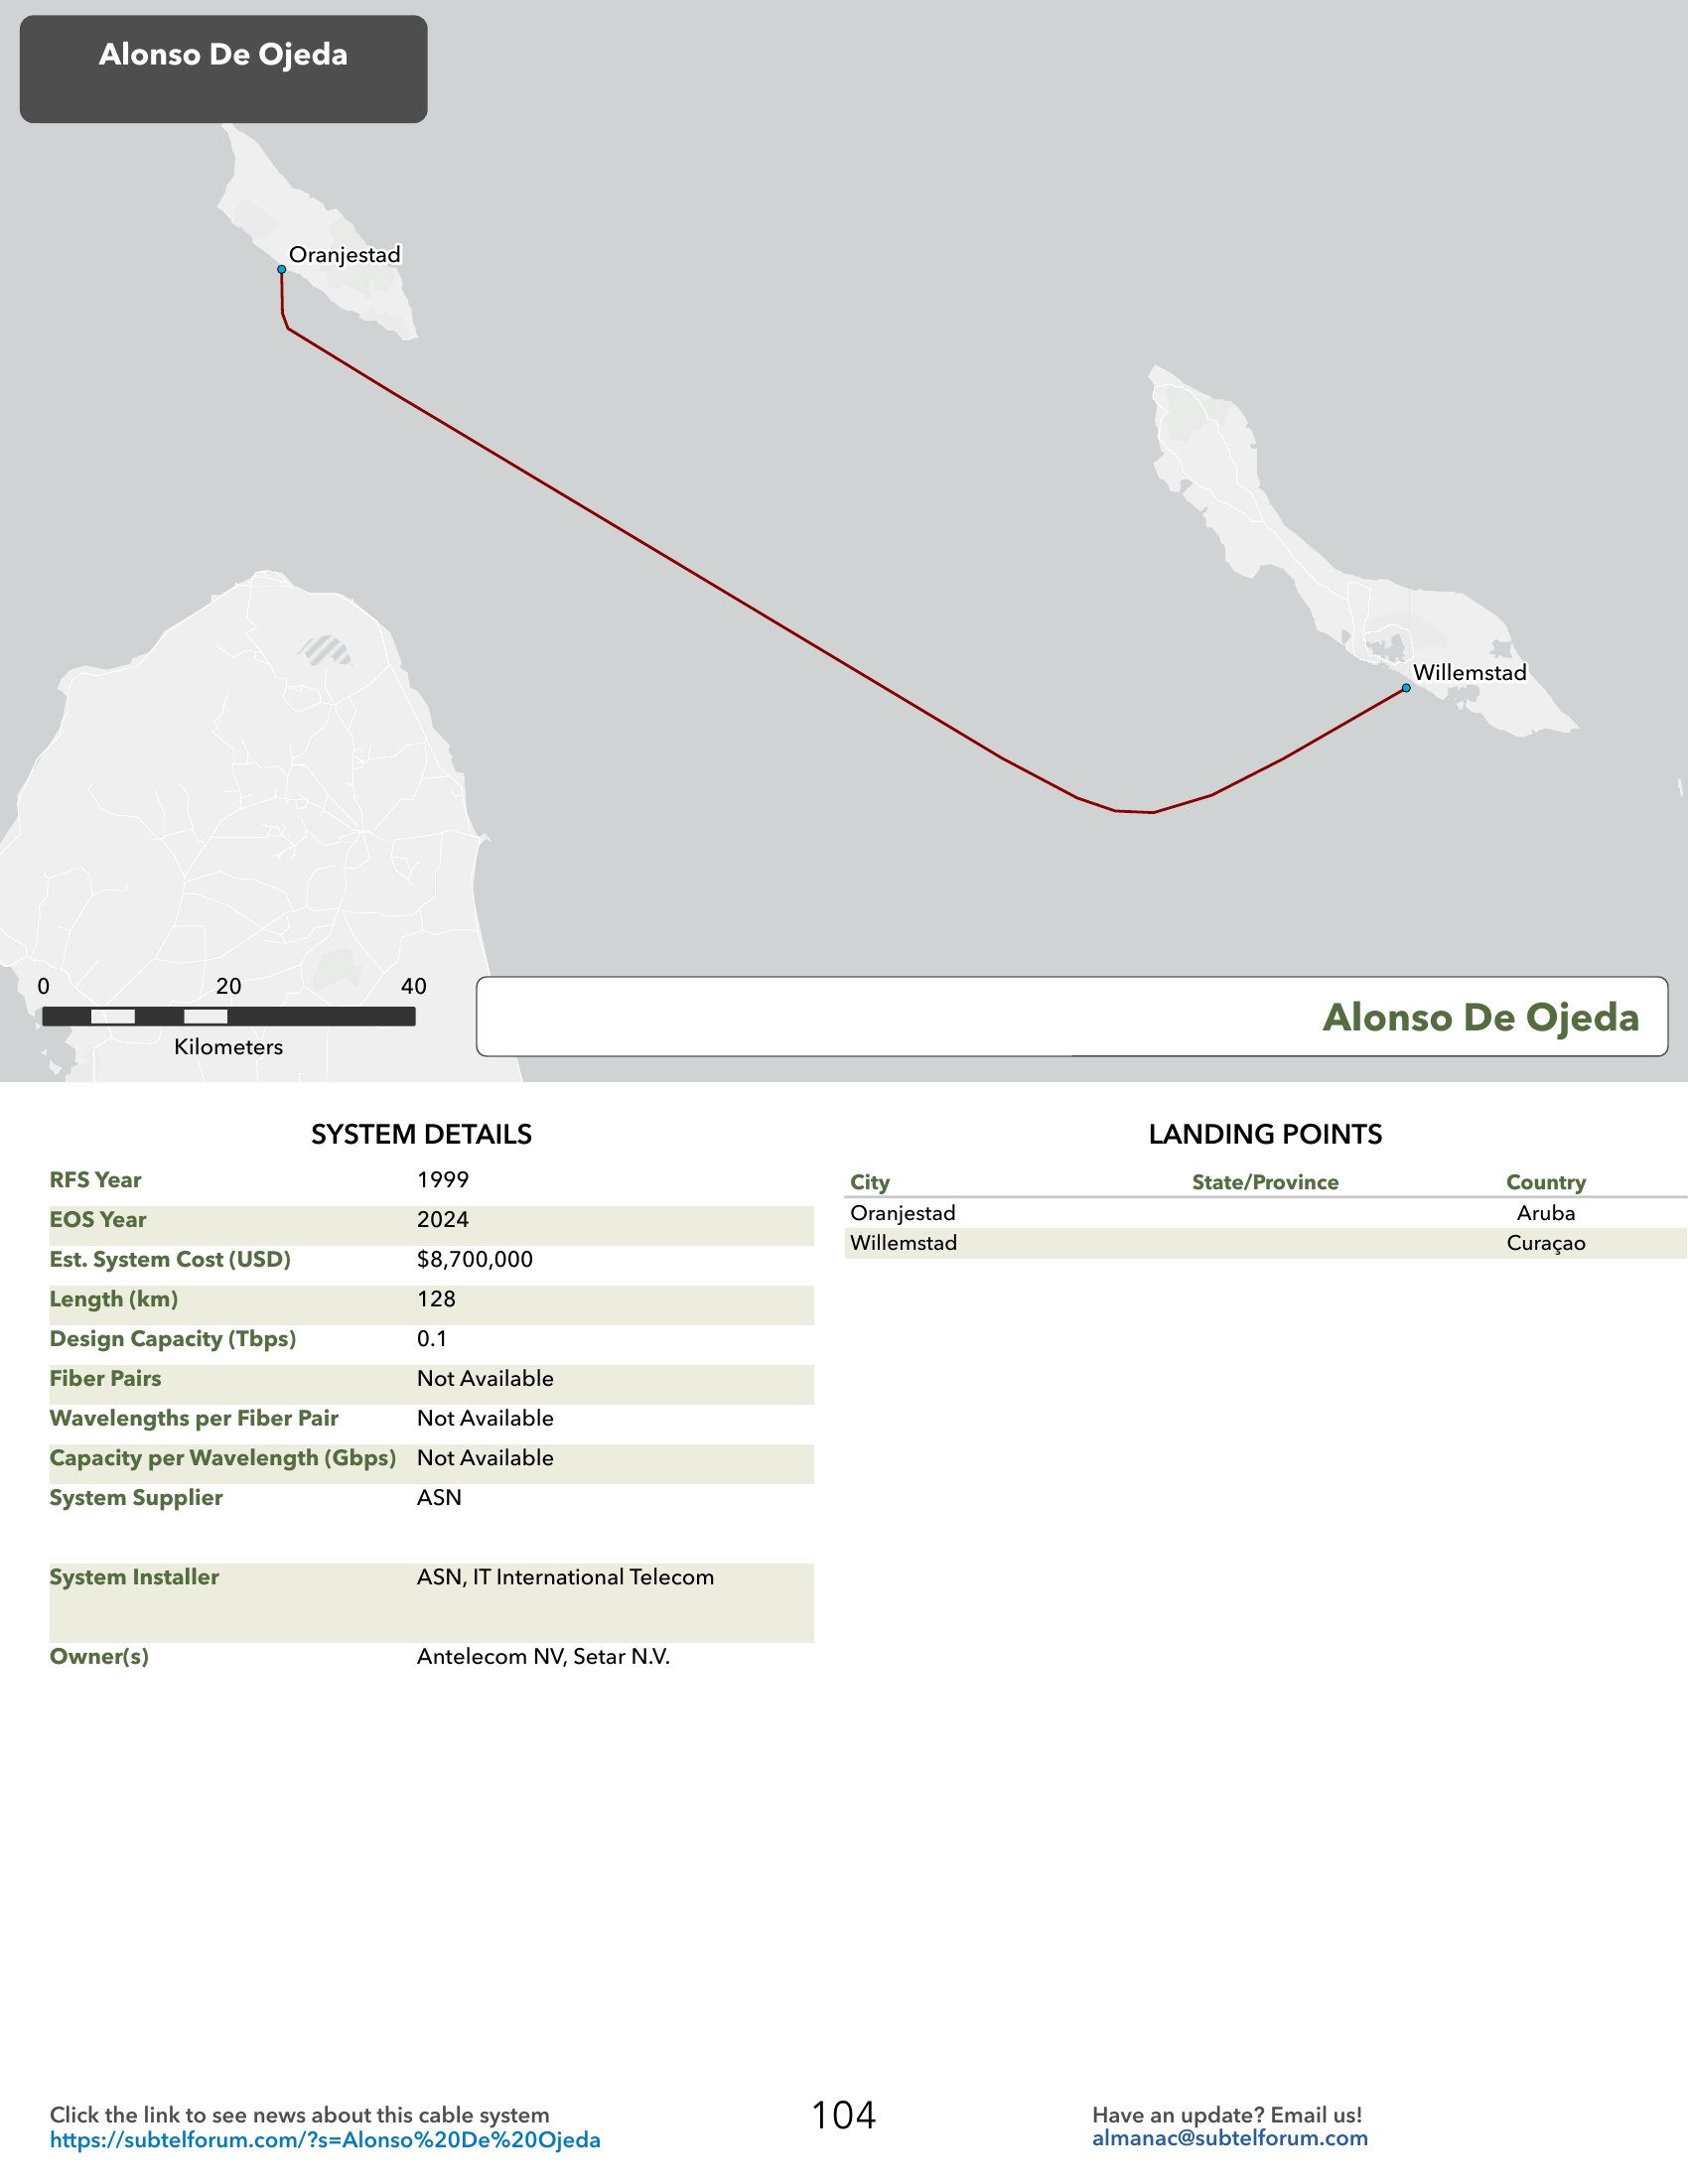 Alonso De Ojeda
Oranjestad
Willemstad
0 20 40
Kilometers
Alonso De Ojeda
SYSTEM DETAILS
RFS Year 1999
EOS Year 2024
Est. System Cost (USD) $8,700,000
Length (km) 128
Design Capacity (Tbps) 0.1
Fiber Pairs Not Available
Wavelengths per Fiber Pair Not Available
Capacity per Wavelength (Gbps) Not Available
System Supplier ASN
System Installer ASN, IT International Telecom
Owner(s) Antelecom NV, Setar N.V.
LANDING POINTS
City State/Province Country
Oranjestad Aruba
Willemstad Curaçao
Click the link to see news about this cable system
https://subtelforum.com/?s=Alonso%20De%20Ojeda
104
Have an update? Email us!
almanac@subtelforum.com